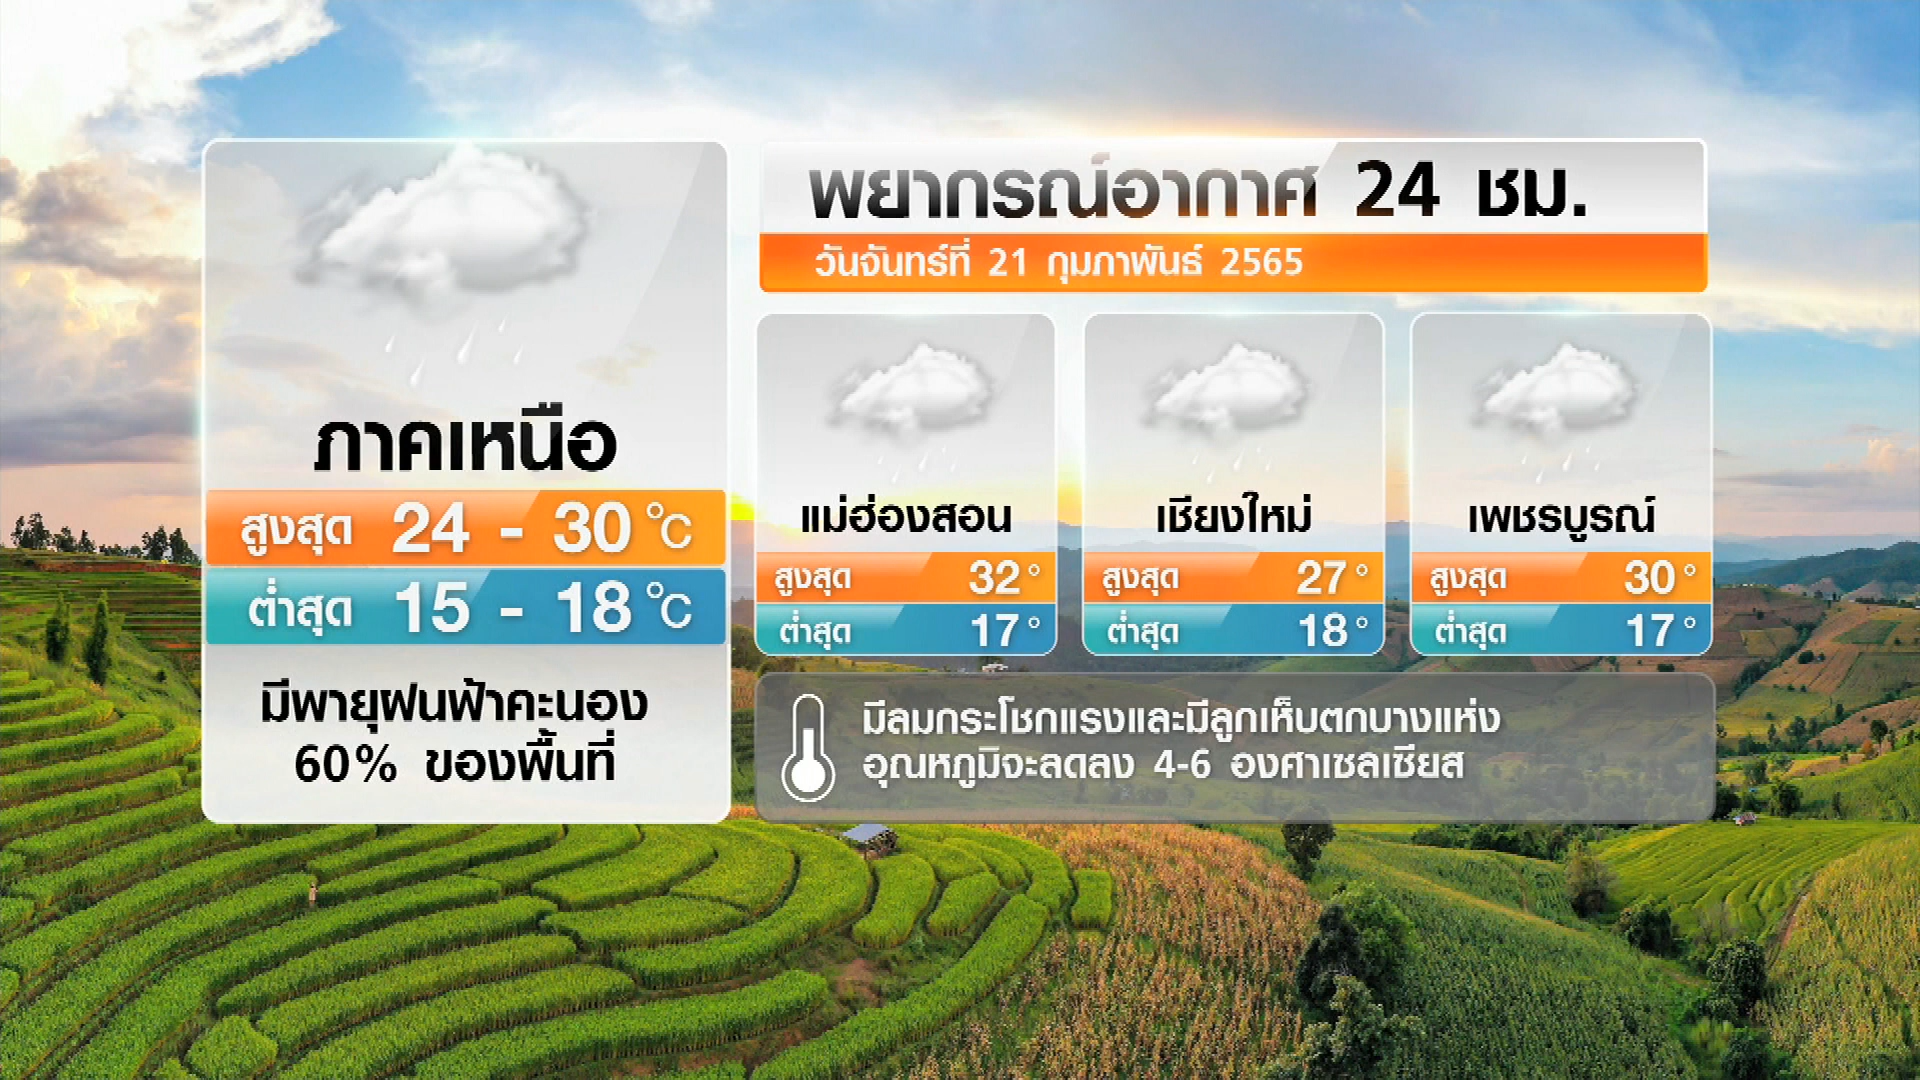 ภาคเหนือ
สูงสุด 24 - 30 °C
ต่ำสุด 15 - 18 °C
มีพายุฝนฟ้าคะนอง
60% ของพื้นที่
พยากรณ์อากาศ 24 ชม.
วันจันทร์ที่ 21 กุมภาพันธ์ 2565
แม่ฮ่องสอน
สูงสุด 32°
ต่ำสุด 17°
เชียงใหม่
สูงสุด 27°
ต่ำสุด 18°
เพชรบูรณ์
สูงสุด 30°
ต่ำสุด 17°
มีลมกระโชกแรงและมีลูกเห็บตกบางแห่ง
อุณหภูมิจะลดลง 4-6 องศาเซลเซียส